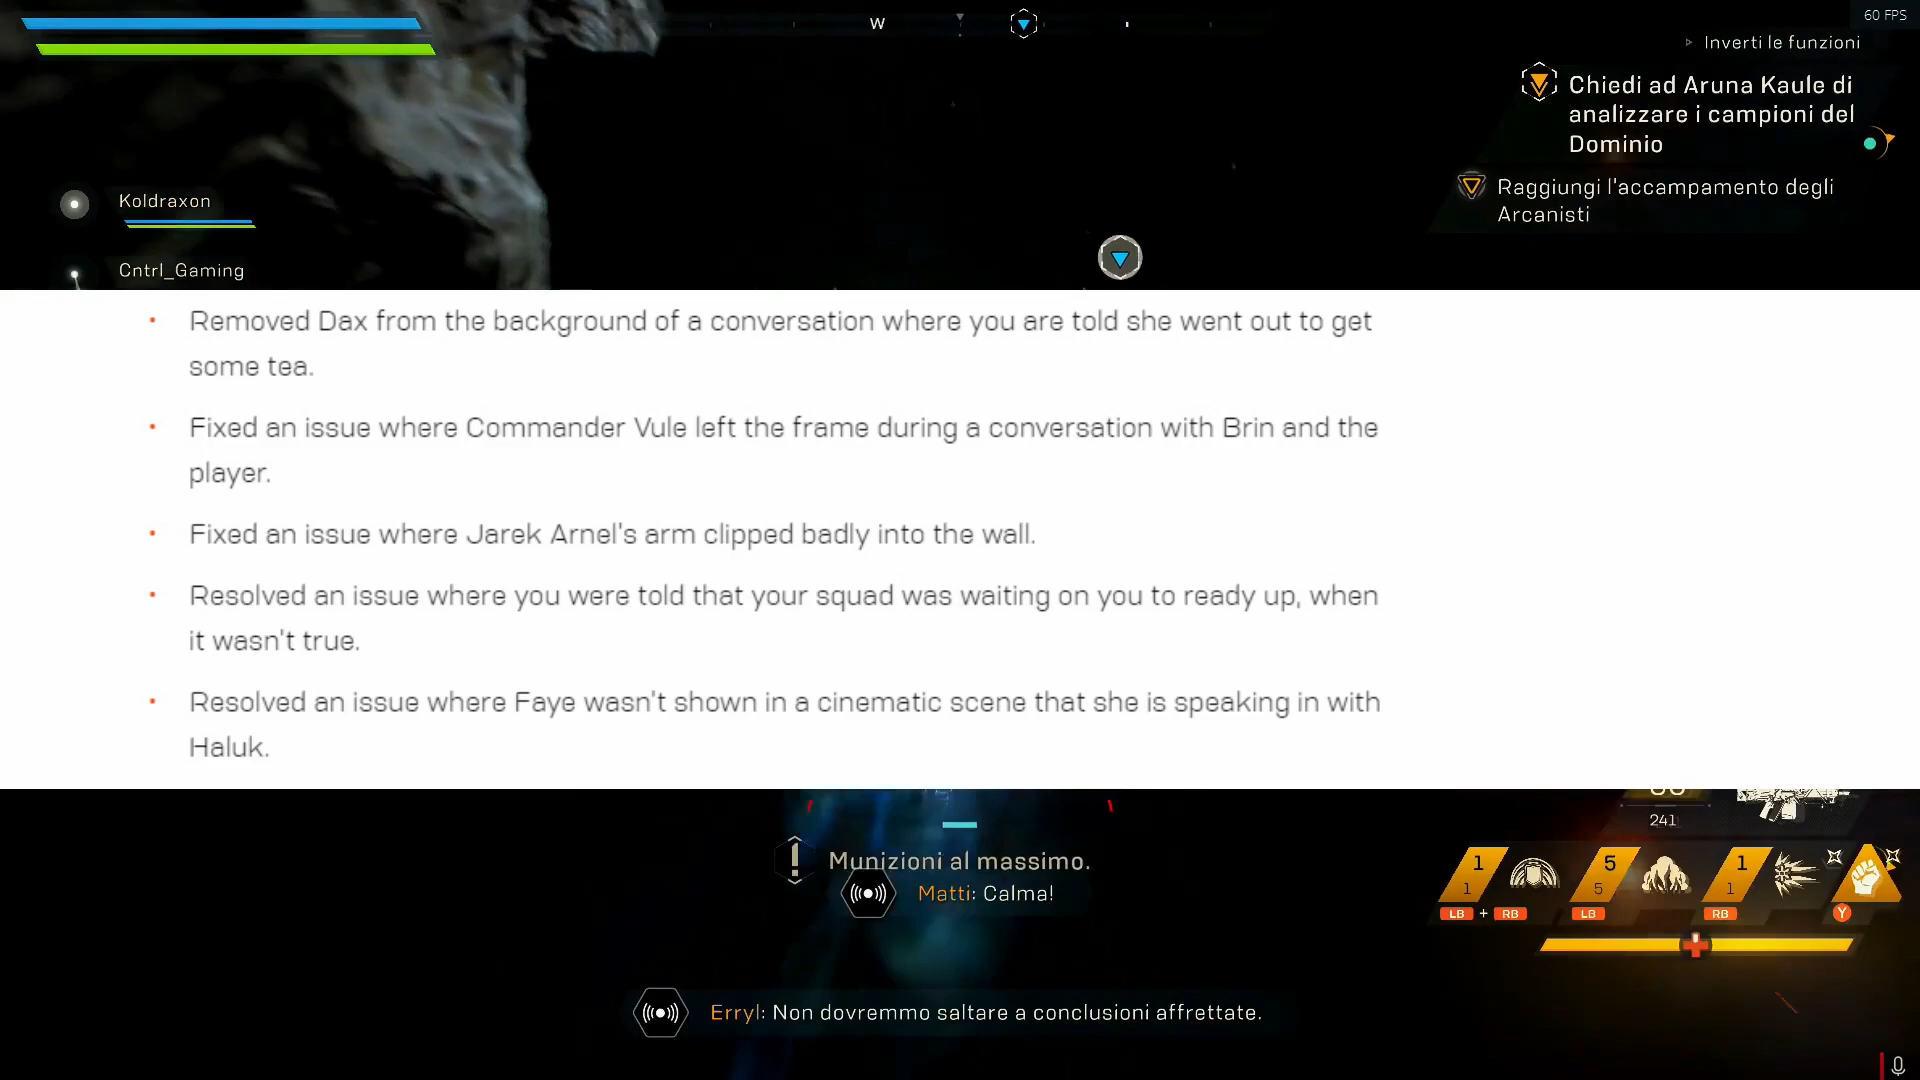 60 FPS
W
Inverti le funzioni
Chiedi ad Aruna Kaule di
analizzare i campioni del
Dominio
Raggiungi l'accampamento degli
Arcanisti
Koldraxon
Cntrl_Gaming
• Removed Dax from the background of a conversation where you are told she went out to get
some tea.
• Fixed an issue where Commander Vule left the frame during a conversation with Brin and the
player.
• Fixed an issue where Jarek Arnel's arm clipped badly into the wall.
• Resolved an issue where you were told that your squad was waiting on you to ready up, when
it wasn't true.
• Resolved an issue where Faye wasn't shown in a cinematic scene that she is speaking in with
Haluk.
241
Munizioni al massimo.
Matti: Calma!
1 5 1
1 5 1
LB + RB LB RB Y
Erryl: Non dovremmo saltare a conclusioni affrettate.